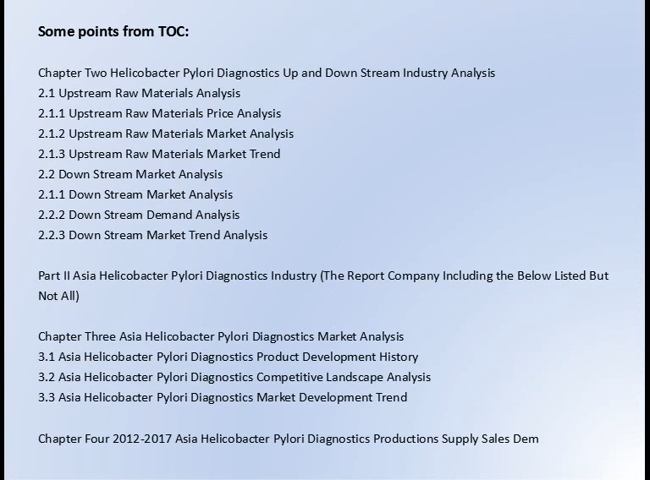 Some points from TOC:
Chapter Two Helicobacter Pylori Diagnostics Up and Down Stream Industry Analysis
2.1 Upstream Raw Materials Analysis
2.1.1 Upstream Raw Materials Price Analysis
2.1.2 Upstream Raw Materials Market Analysis
2.1.3 Upstream Raw Materials Market Trend
2.2 Down Stream Market Analysis
2.1.1 Down Stream Market Analysis
2.2.2 Down Stream Demand Analysis
2.2.3 Down Stream Market Trend Analysis
Part II Asia Helicobacter Pylori Diagnostics Industry (The Report Company Including the Below Listed But
Not All)
Chapter Three Asia Helicobacter Pylori Diagnostics Market Analysis
3.1 Asia Helicobacter Pylori Diagnostics Product Development History
3.2 Asia Helicobacter Pylori Diagnostics Competitive Landscape Analysis
3.3 Asia Helicobacter Pylori Diagnostics Market Development Trend
Chapter Four 2012-2017 Asia Helicobacter Pylori Diagnostics Productions Supply Sales Dem